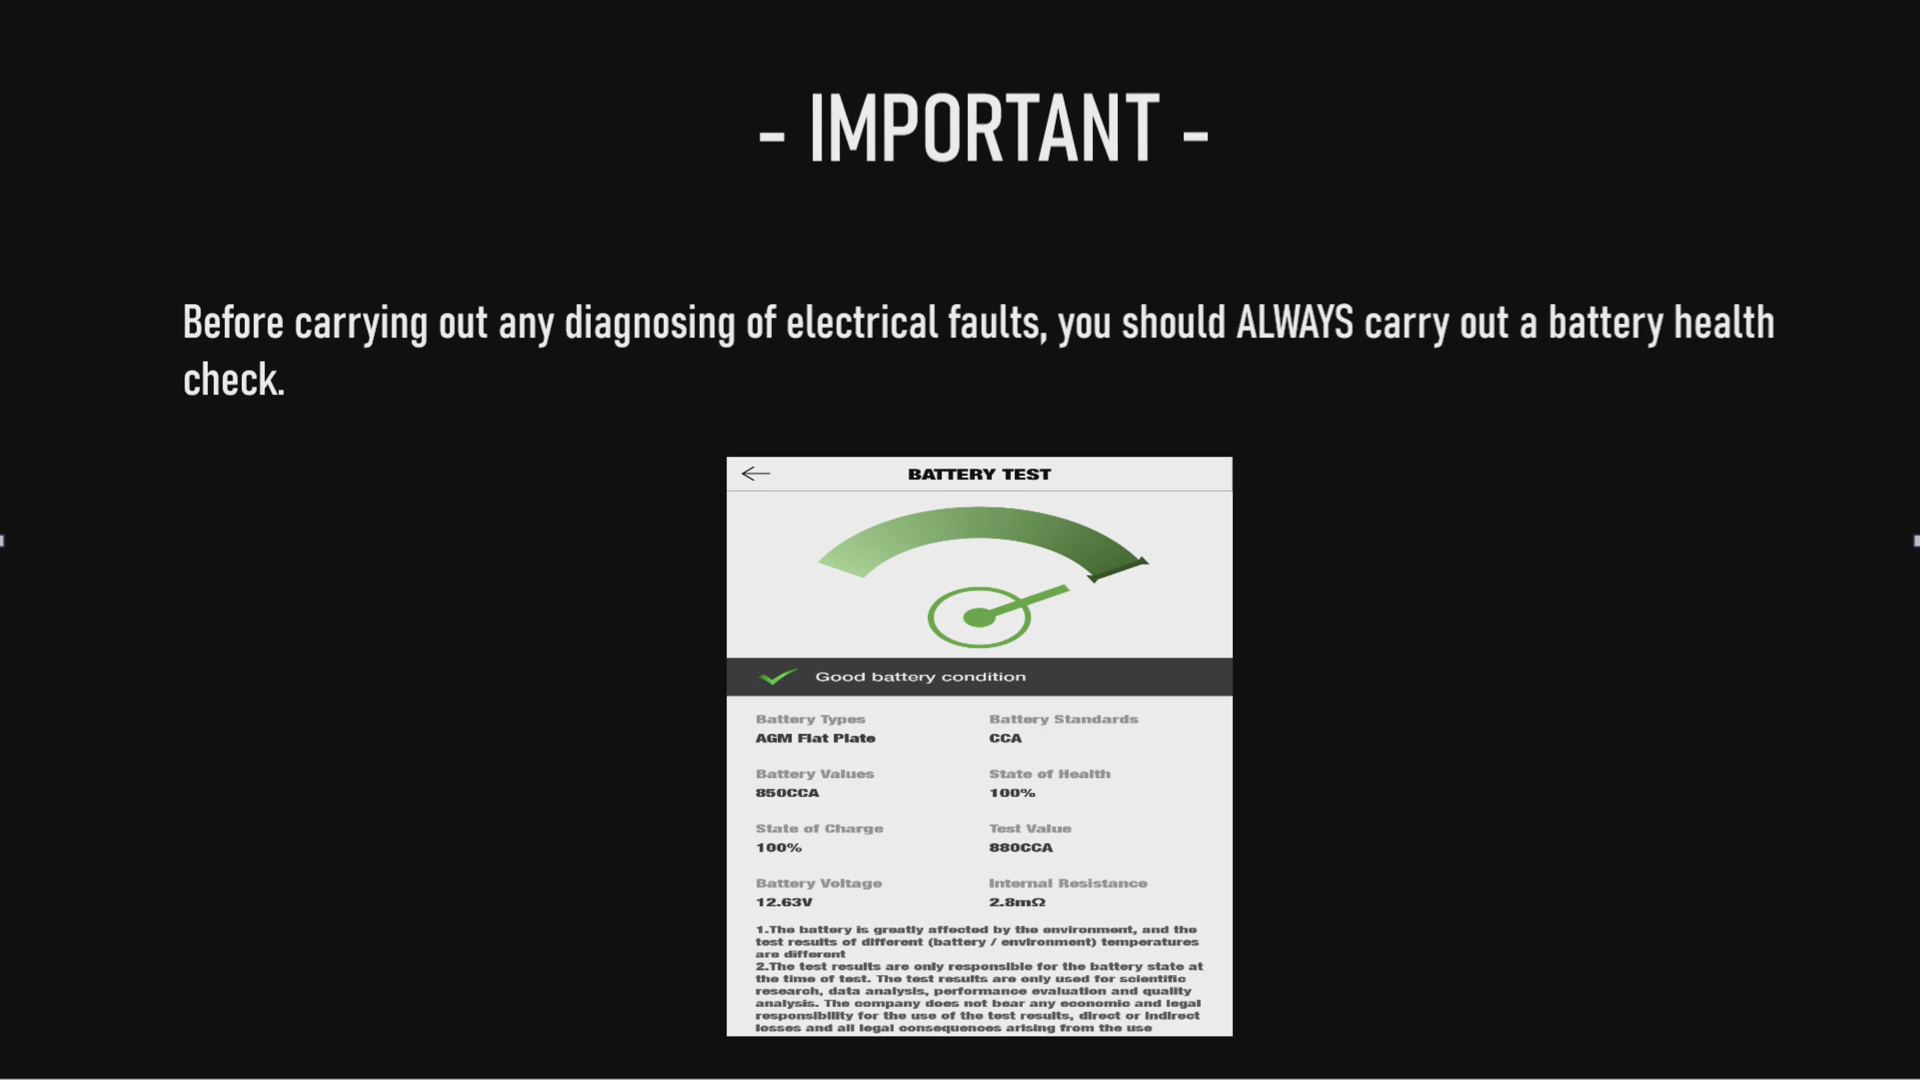 - IMPORTANT -
Before carrying out any diagnosing of electrical faults, you should ALWAYS carry out a battery health
check.
BATTERY TEST
Good battery condition
Battery Types
Battery Standards
AGM Flat Plate
CCA
Battery Values
State of Health
850CCA
100%
State of Charge
Test Value
100%
880CCA
Battery Voltage
Internal Resistance
12.63V
2.8mΩ
1.The battery is greatly affected by the environment, and the
test results of different (battery / environment) temperatures
are different
2.The test results are only responsible for the battery state at
the time of test. The test results are only used for scientific
research, data analysis, performance evaluation and quality
analysis. The company does not bear any economic and legal
responsibility for the use of the test results, direct or indirect
losses and all legal consequences arising from the use